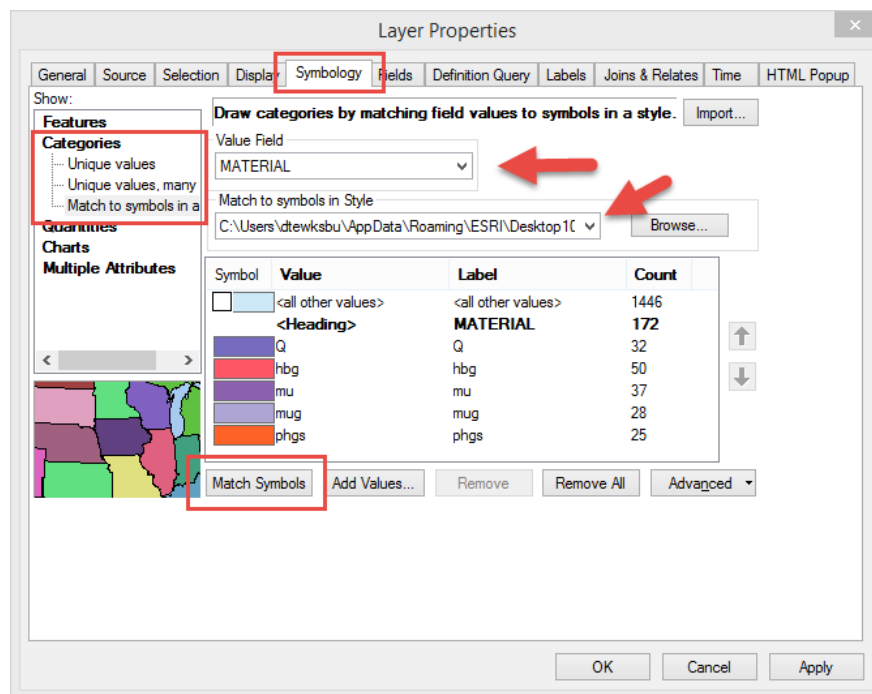 Layer Properties
General Source Selection Display Symbology Fields Definition Query Labels Joins & Relates Time HTML Popup
Show:
Features
Categories
Unique values
Unique values, many
Match to symbols in a
Quantities
Charts
Multiple Attributes
Draw categories by matching field values to symbols in a style. Import...
Value Field
MATERIAL
Match to symbols in Style
C:\Users\dtewksbu\AppData\Roaming\ESRI\Desktop10 Browse...
Symbol Value Label Count
<all other values> <all other values> 1446
<Heading> MATERIAL 172
Q Q 32
hbg hbg 50
mu mu 37
mug mug 28
phgs phgs 25
Match Symbols Add Values... Remove Remove All Advanced
OK Cancel Apply